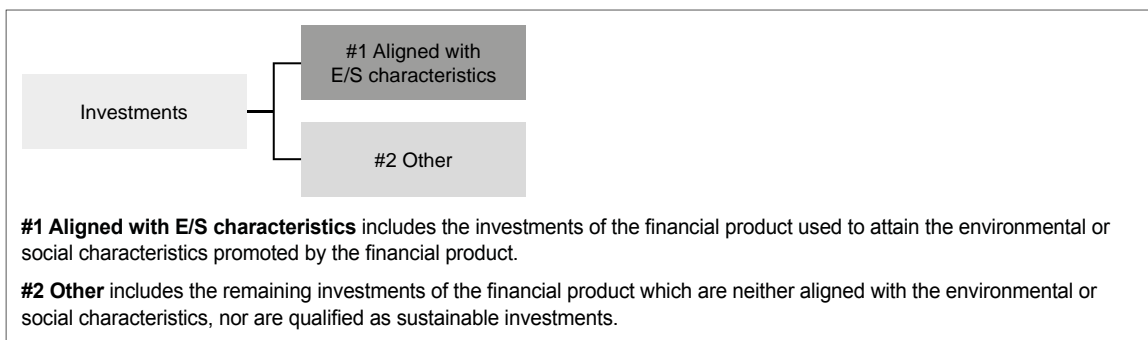 #1 Aligned with
E/S characteristics
Investments
#2 Other
#1 Aligned with E/S characteristics includes the investments of the financial product used to attain the environmental or
social characteristics promoted by the financial product.
#2 Other includes the remaining investments of the financial product which are neither aligned with the environmental or
social characteristics, nor are qualified as sustainable investments.